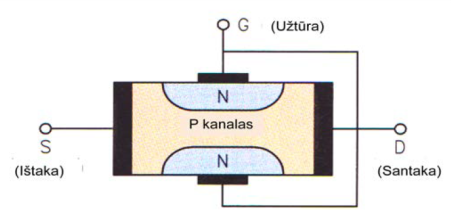 G (Užtūra)
N
P kanalas
S
D
N
(Ištaka)
(Santaka)